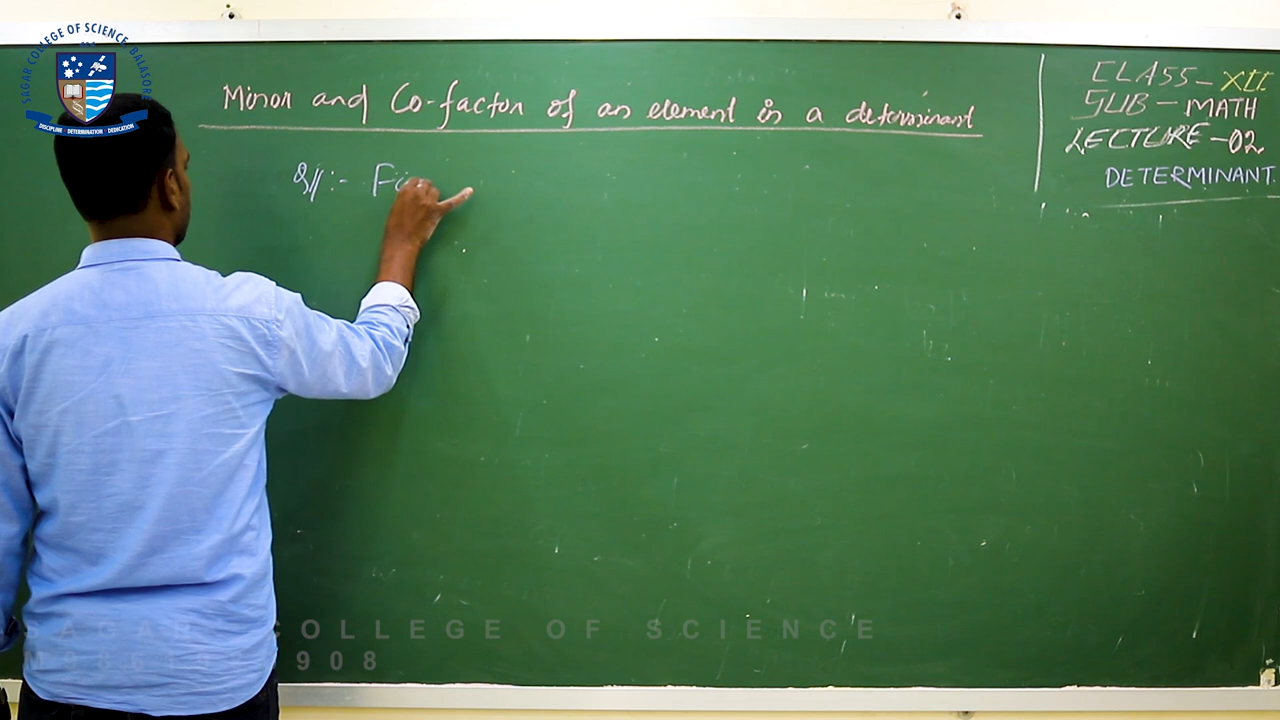 SAGAR COLLEGE OF SCIENCE, BALASORE
DISCIPLINE · DETERMINATION · DEDICATION
Minor and Co-factor of an element in a determinant
CLASS - XII
SUB - MATH
LECTURE - 02
DETERMINANT.
SAGAR COLLEGE OF SCIENCE